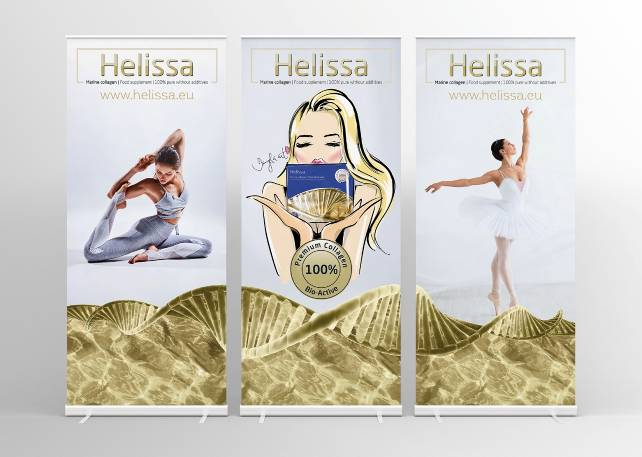 Helissa
Marine collagen | Food supplement | 100% pure without additives
www.helissa.eu
Helissa
Marine collagen | Food supplement | 100% pure without additives
Helissa
Premium Collagen
100%
Bio-Active
Helissa
Marine collagen | Food supplement | 100% pure without additives
www.helissa.eu